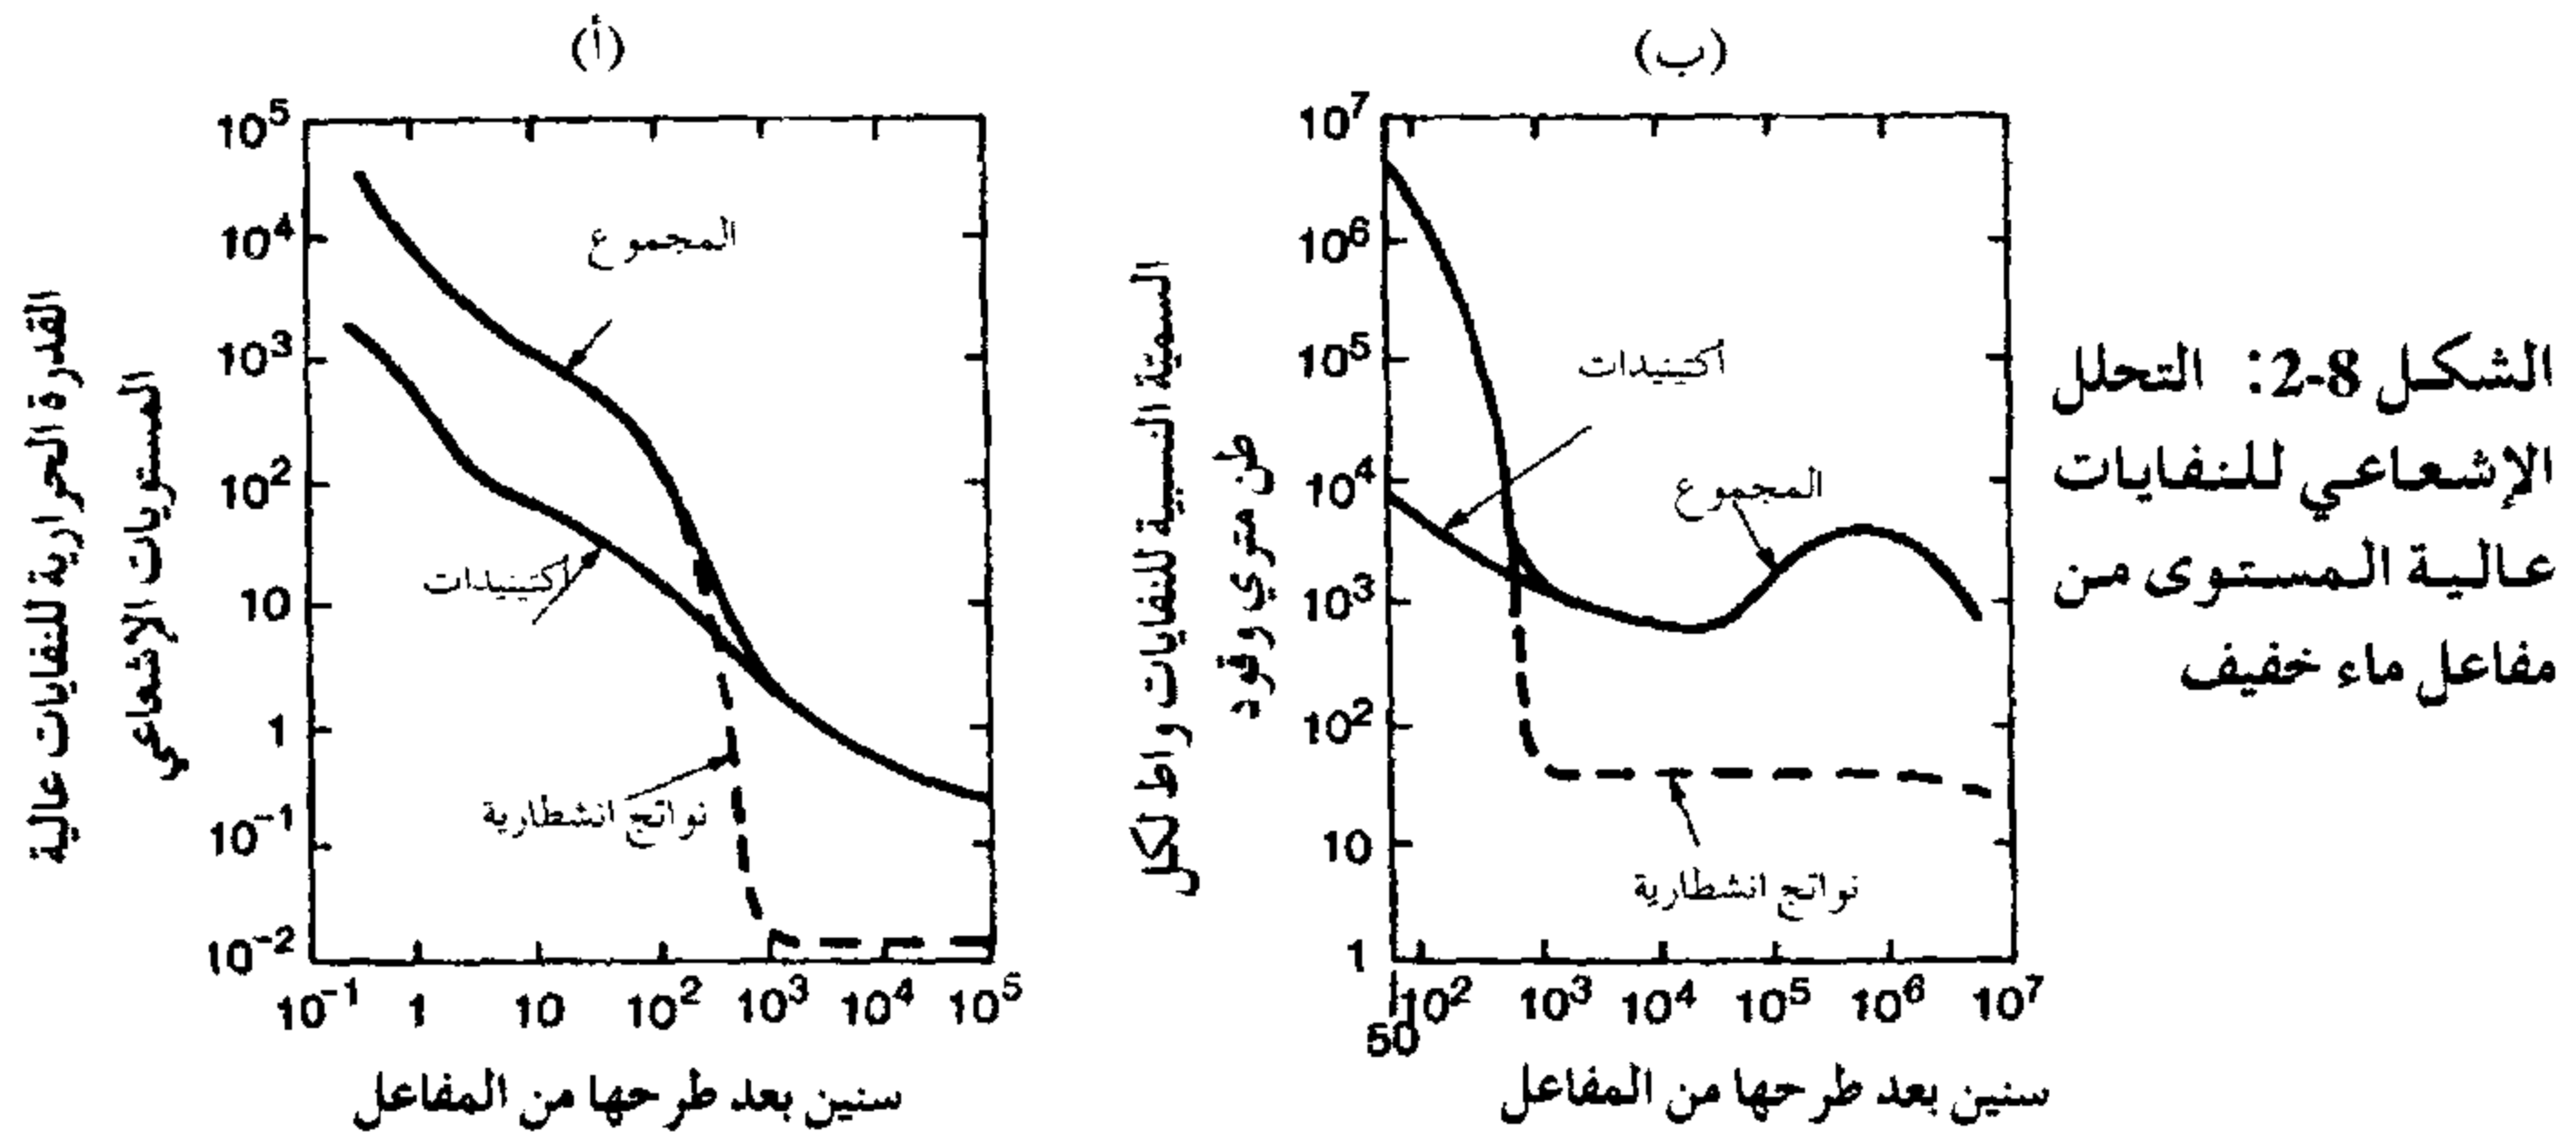 (أ)
القدرة الحرارية للنفايات عالية
المستويات الإشعاعي
10⁵
10⁴
10³
10²
10
1
10⁻¹
10⁻²
المجموع
أكتينيدات
نواتج انشطارية
10⁻¹ 1 10 10² 10³ 10⁴ 10⁵
سنين بعد طرحها من المفاعل
(ب)
السميّة النسبية للنفايات واط لكل
طن متري وقود
10⁷
10⁶
10⁵
10⁴
10³
10²
10
1
أكتينيدات
المجموع
نواتج انشطارية
50 10² 10³ 10⁴ 10⁵ 10⁶ 10⁷
سنين بعد طرحها من المفاعل
الشكل 8-2: التحلل
الإشعاعي للنفايات
عالية المستوى من
مفاعل ماء خفيف